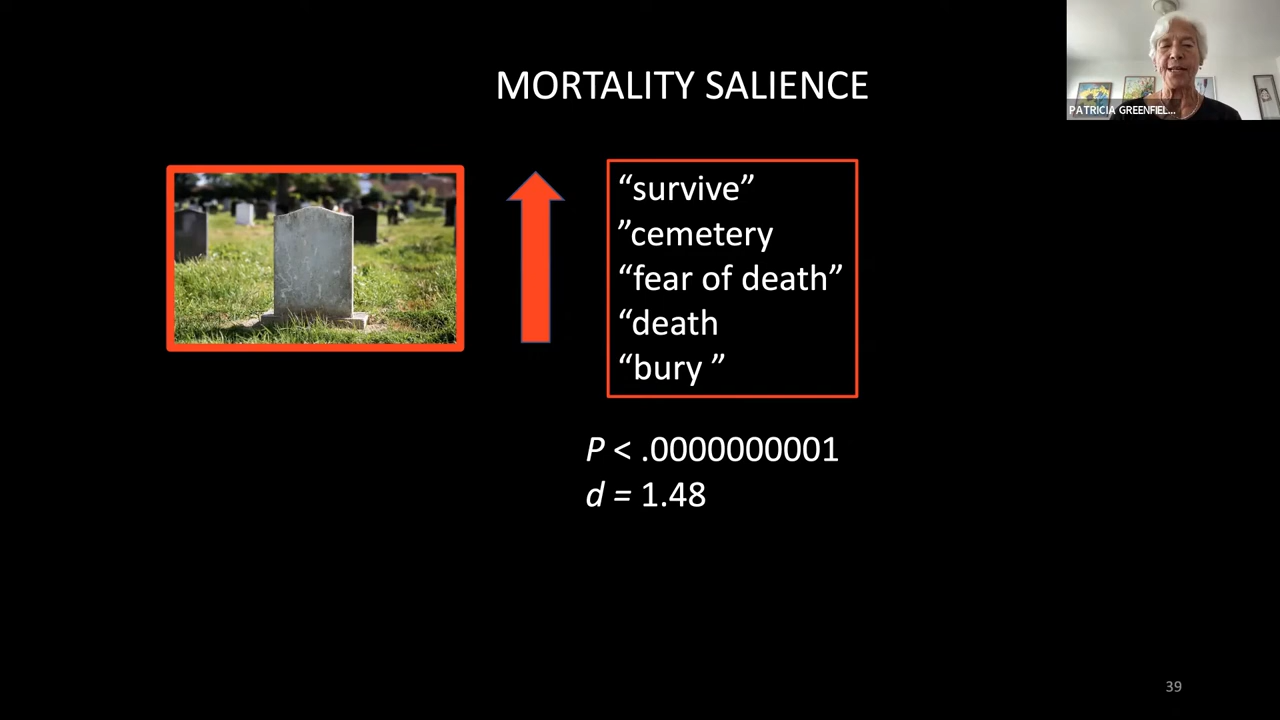 MORTALITY SALIENCE
PATRICIA GREENFIEL...
“survive”
”cemetery
“fear of death”
“death
“bury ”
P < .0000000001
d = 1.48
39